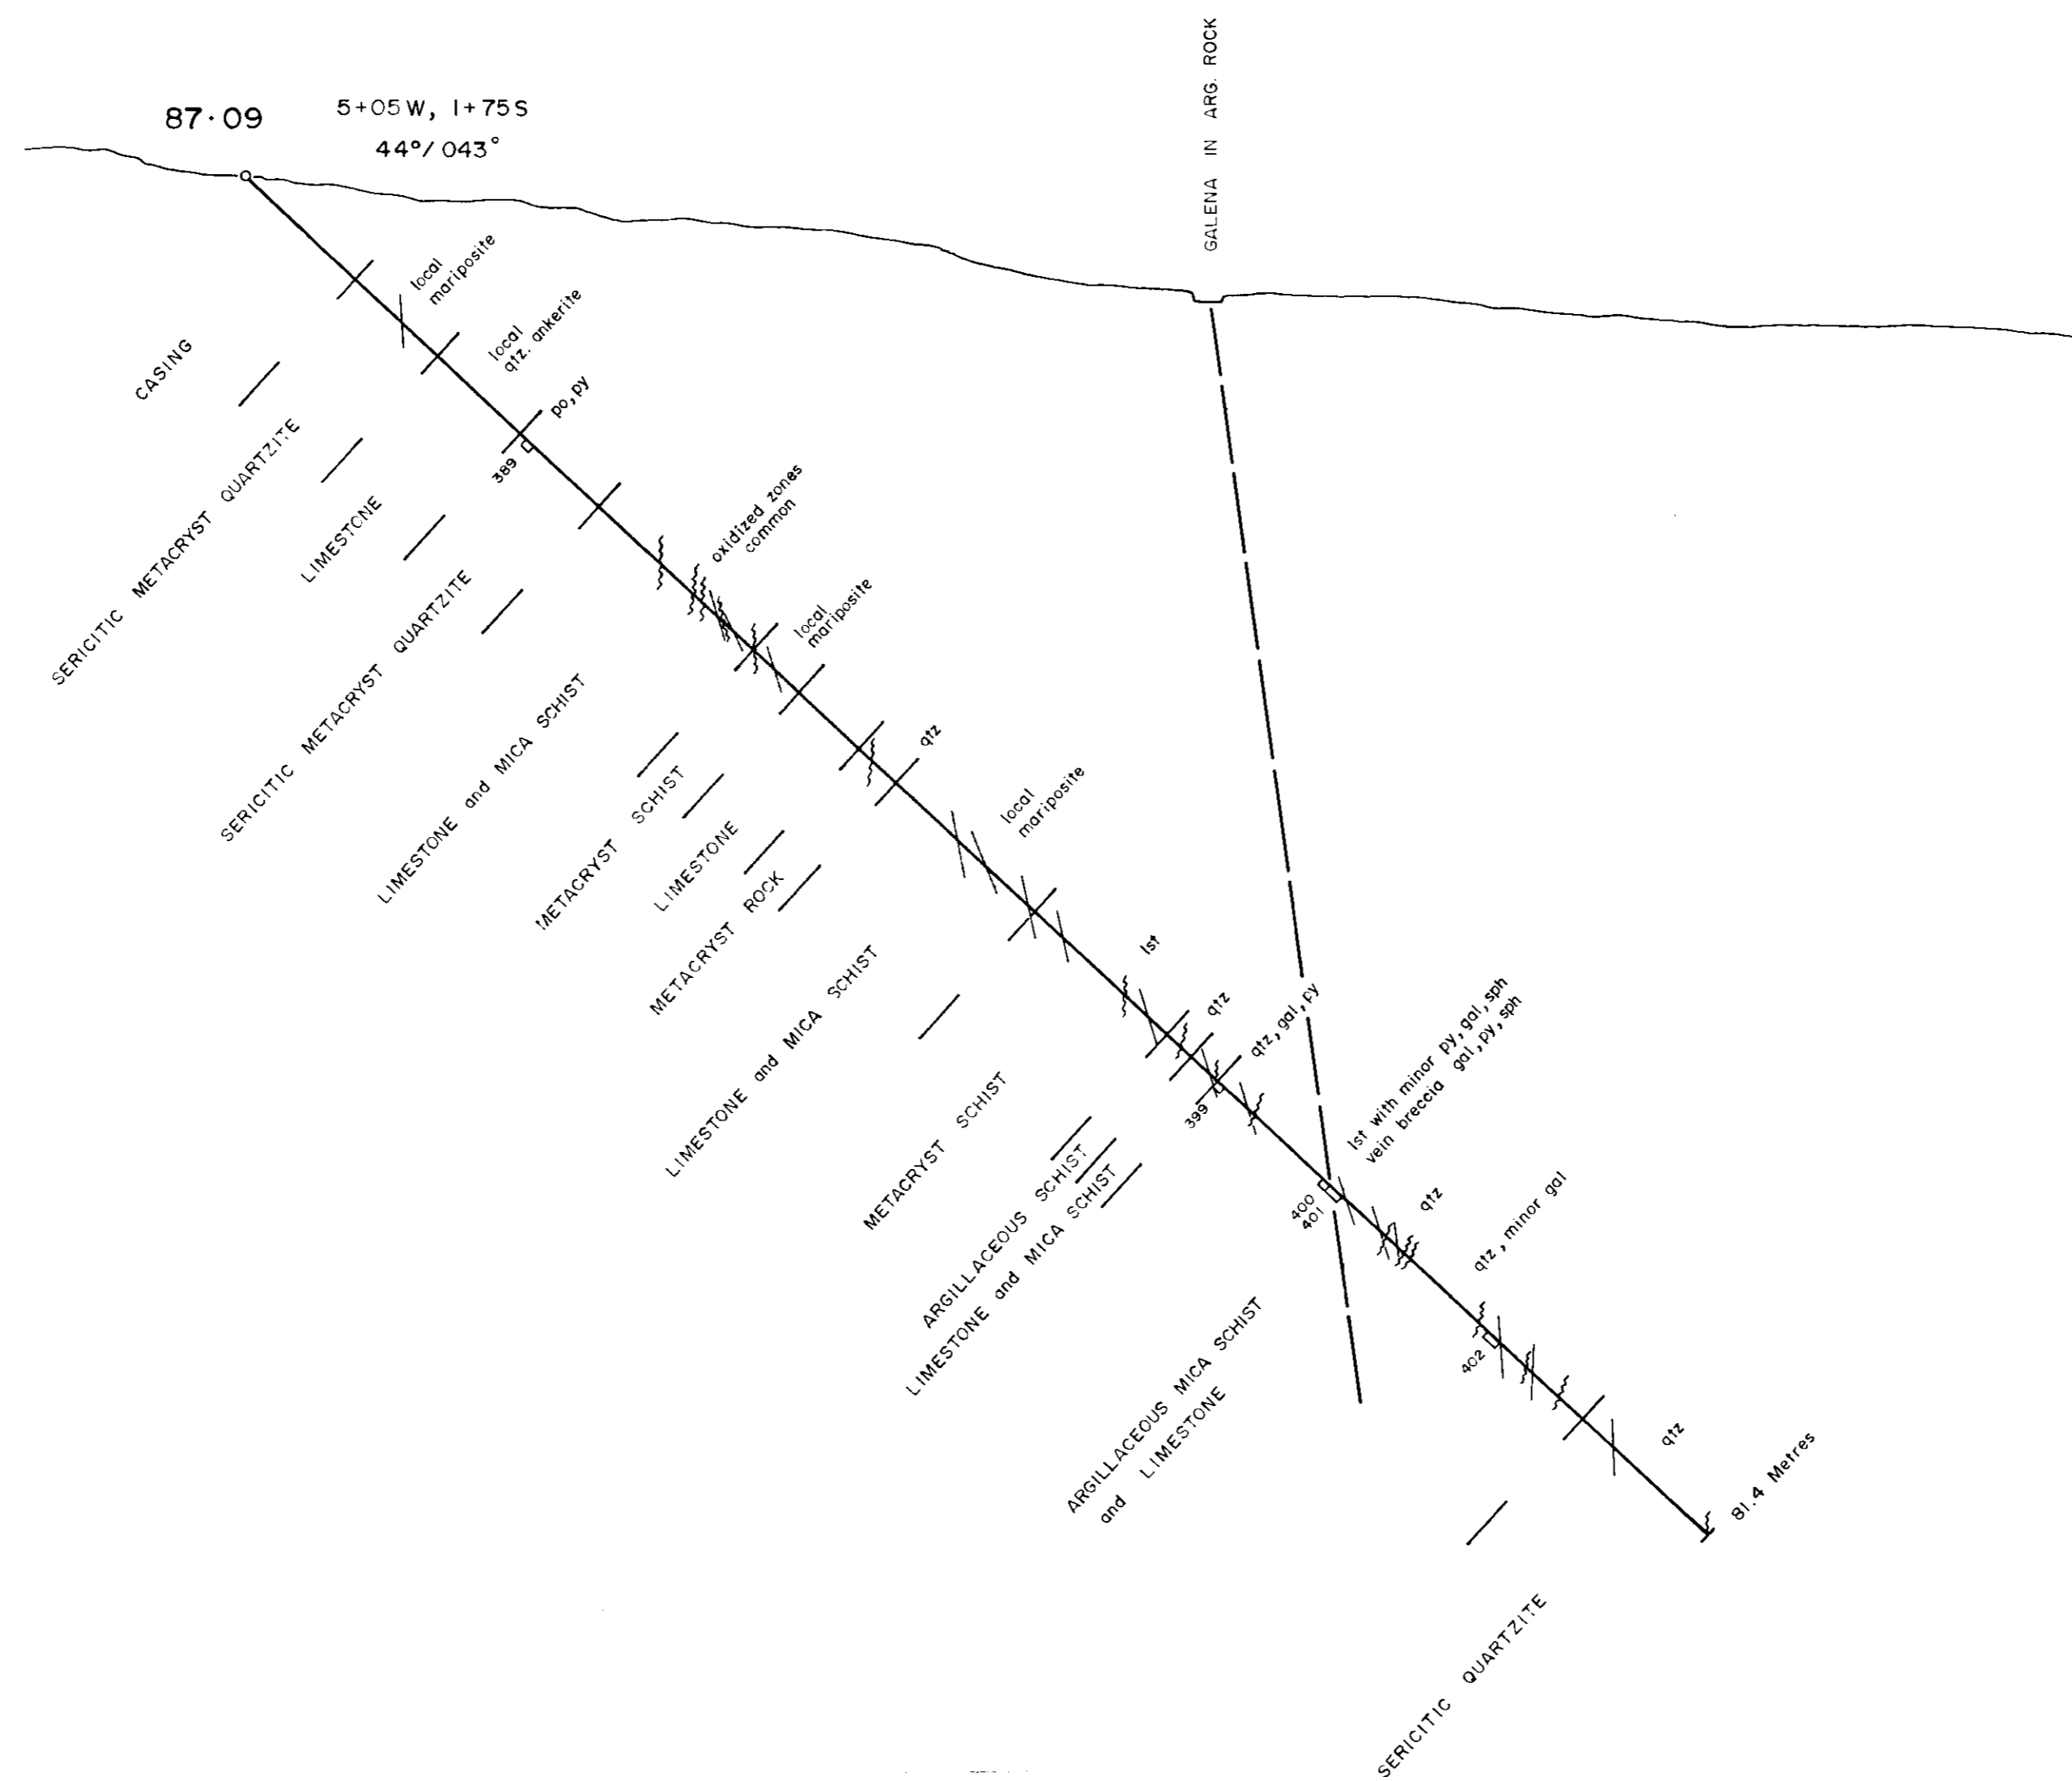 GALENA IN ARG. ROCK
87·09
5+05W, 1+75S
44°/043°
local
mariposite
local
qtz. ankerite
po, py
389
oxidized zones
common
local
mariposite
qtz
local
mariposite
lst
qtz
qtz, gal, py
399
lst with minor py, gal, sph
vein breccia gal, py, sph
400
401
qtz
qtz, minor gal
402
qtz
81.4 Metres
CASING
SERICITIC METACRYST QUARTZITE
LIMESTONE
SERICITIC METACRYST QUARTZITE
LIMESTONE and MICA SCHIST
METACRYST SCHIST
LIMESTONE
METACRYST ROCK
LIMESTONE and MICA SCHIST
METACRYST SCHIST
ARGILLACEOUS SCHIST
LIMESTONE and MICA SCHIST
ARGILLACEOUS MICA SCHIST
and LIMESTONE
SERICITIC QUARTZITE